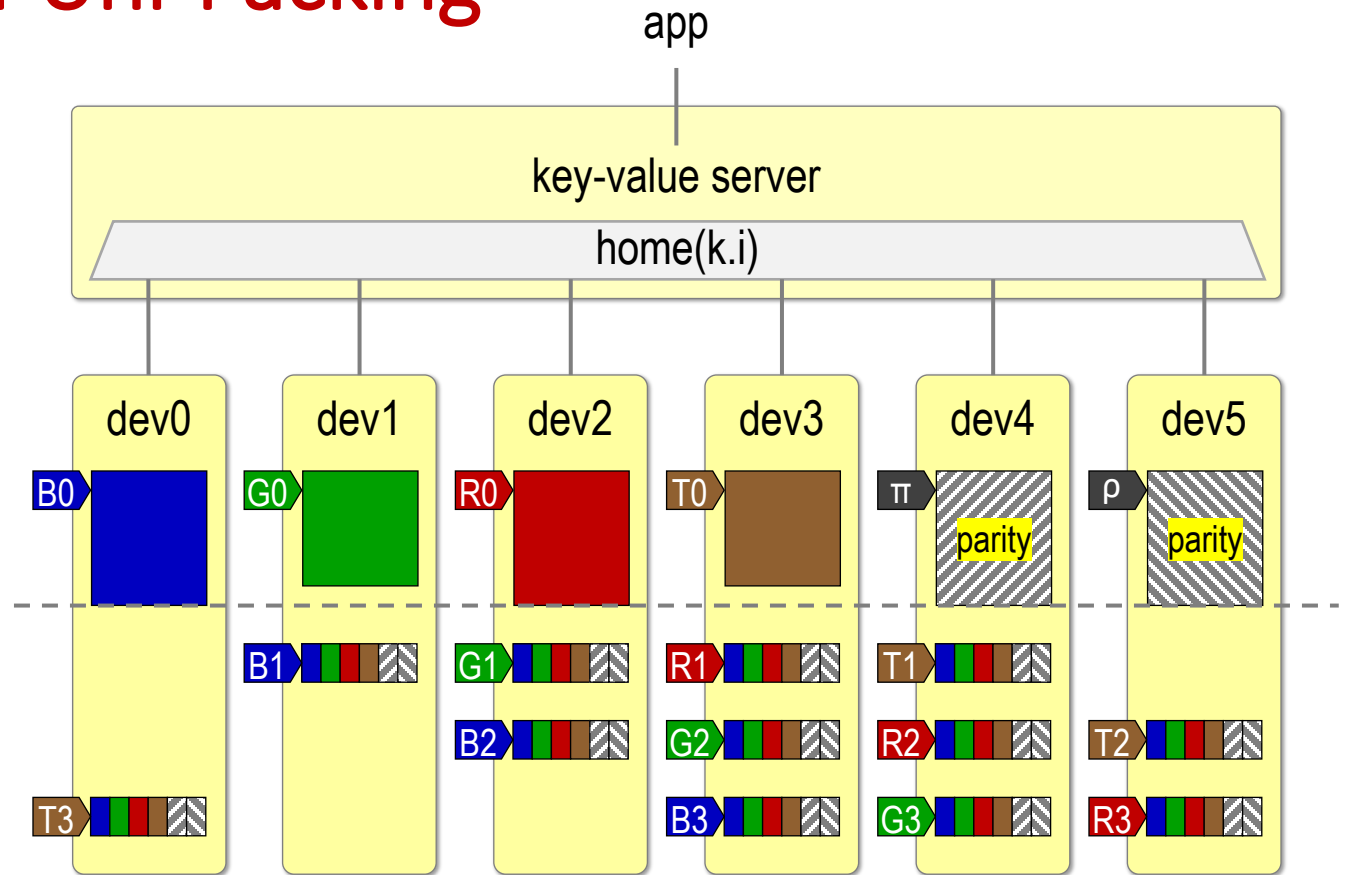 Packing
app
key-value server
home(k.i)
dev0 dev1 dev2 dev3 dev4 dev5
B0 G0 R0 T0 π ρ
parity parity
B1 G1 R1 T1
B2 G2 R2 T2
T3 B3 G3 R3